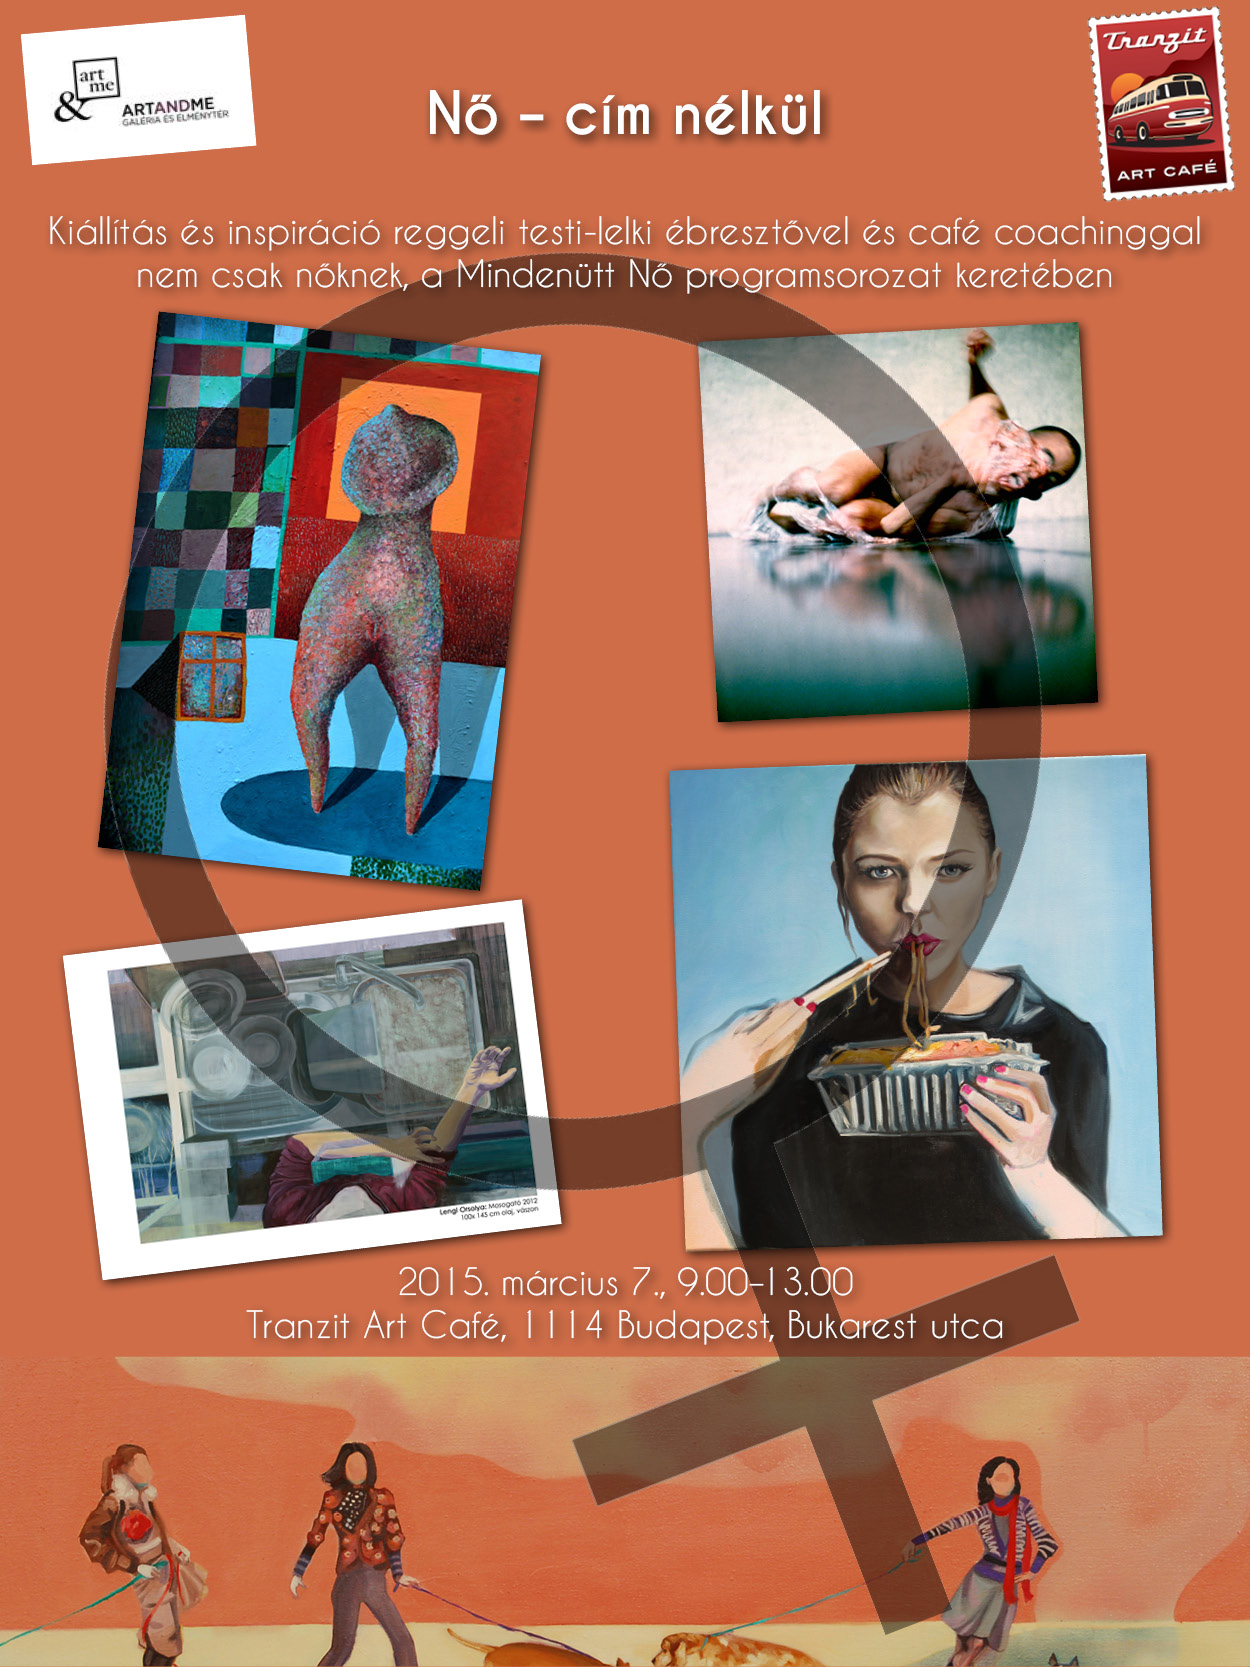 art
me
&
ARTANDME
GALÉRIA ÉS ÉLMÉNYTÉR
Tranzit
ART CAFÉ
Nő – cím nélkül
Kiállítás és inspiráció reggeli testi-lelki ébresztővel és café coachinggal
nem csak nőknek, a Mindenütt Nő programsorozat keretében
Lengl Orsolya: Mosogató 2012
100x 145 cm olaj, vászon
2015. március 7., 9.00–13.00
Tranzit Art Café, 1114 Budapest, Bukarest utca